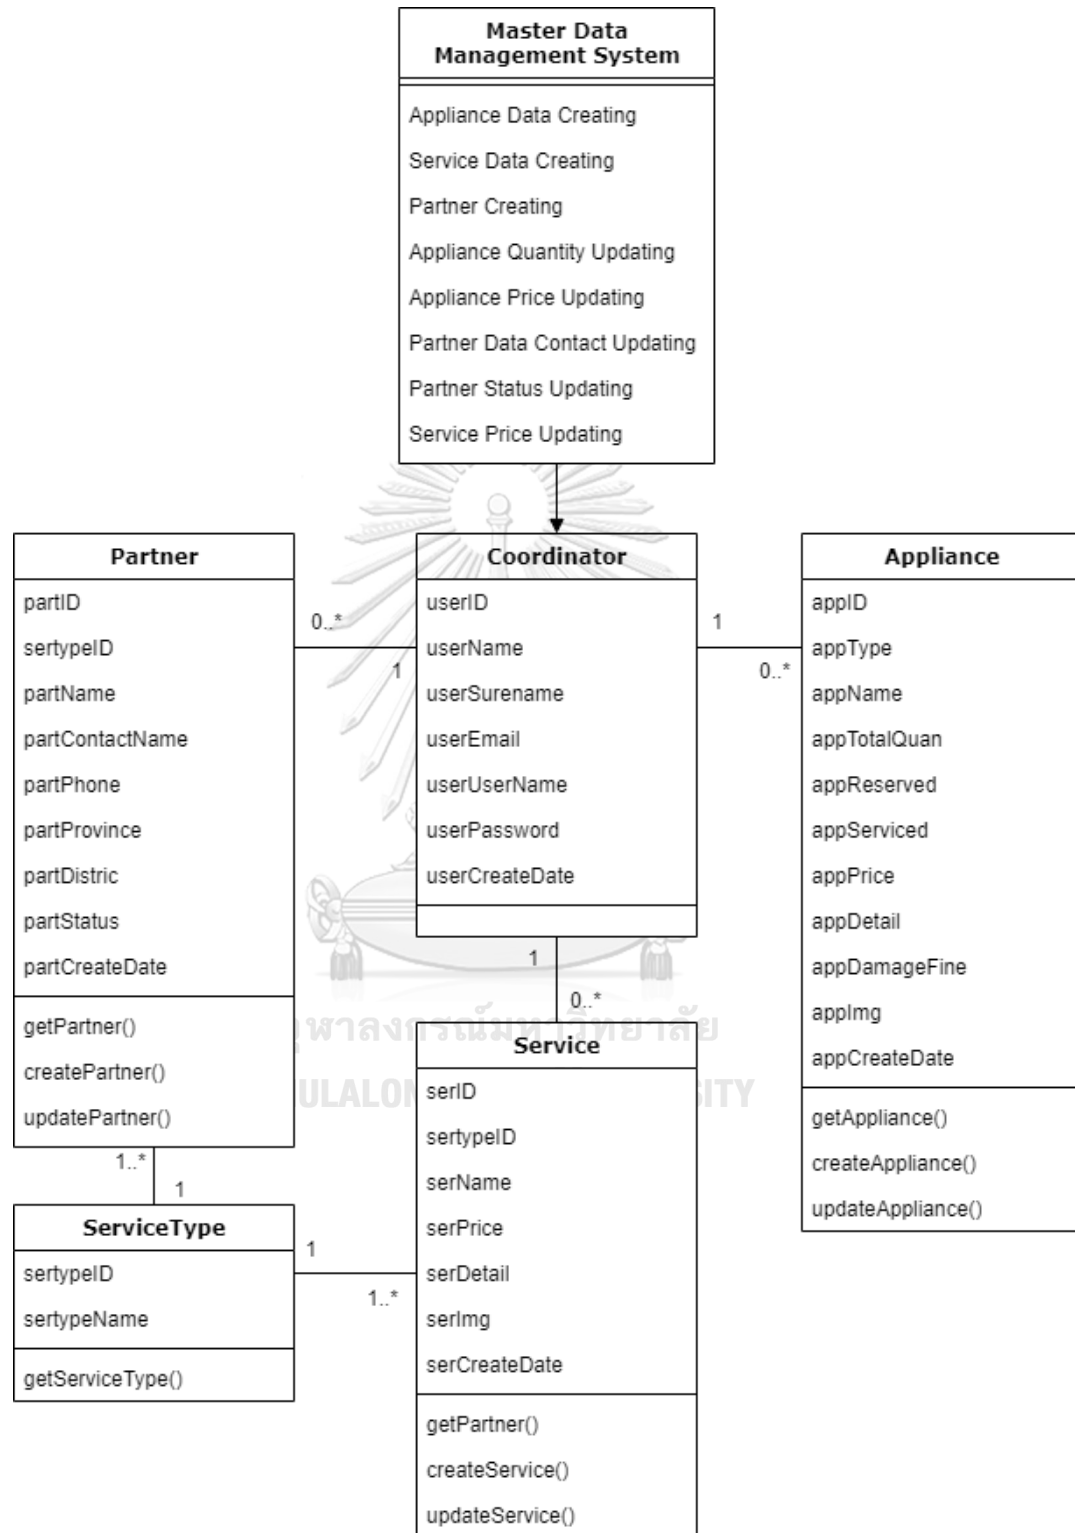 Master Data
Management System
Appliance Data Creating
Service Data Creating
Partner Creating
Appliance Quantity Updating
Appliance Price Updating
Partner Data Contact Updating
Partner Status Updating
Service Price Updating
Partner
partID
sertypeID
partName
partContactName
partPhone
partProvince
partDistric
partStatus
partCreateDate
getPartner()
createPartner()
updatePartner()
0..*
1
Coordinator
userID
userName
userSurename
userEmail
userUserName
userPassword
userCreateDate
1
0..*
Appliance
appID
appType
appName
appTotalQuan
appReserved
appServiced
appPrice
appDetail
appDamageFine
appImg
appCreateDate
getAppliance()
createAppliance()
updateAppliance()
1
0..*
1..*
1
ServiceType
sertypeID
sertypeName
getServiceType()
1
1..*
Service
serID
sertypeID
serName
serPrice
serDetail
serImg
serCreateDate
getPartner()
createService()
updateService()